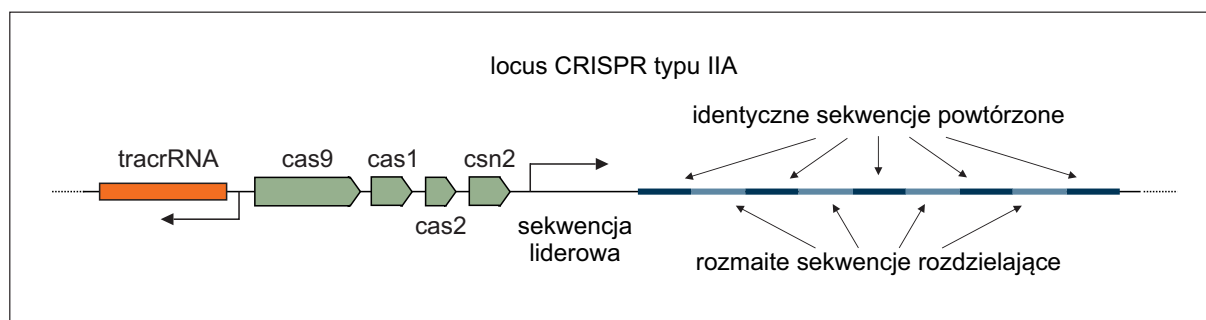 locus CRISPR typu IIA
identyczne sekwencje powtórzone
tracrRNA
cas9
cas1
csn2
cas2
sekwencja
liderowa
rozmaite sekwencje rozdzielające